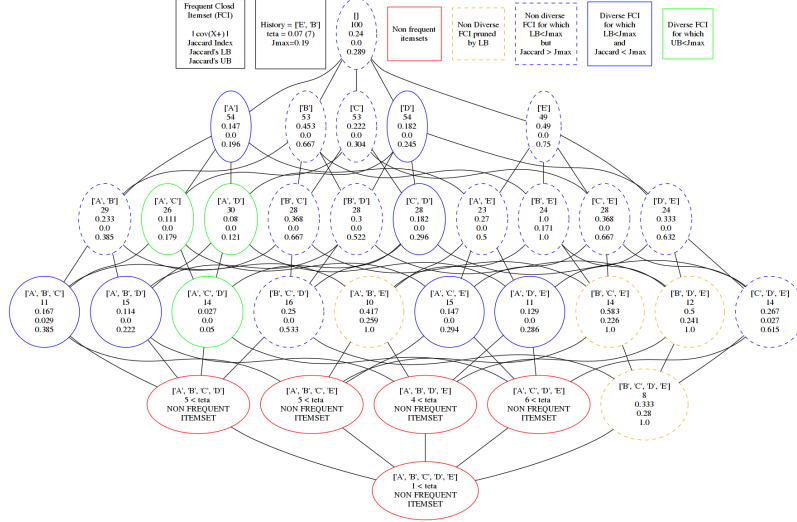 Frequent Closd
Itemset (FCI)
| cov(X+) |
Jaccard Index
Jaccard's LB
Jaccard's UB
History = ['E', 'B']
teta = 0.07 (7)
Jmax=0.19
[]
100
0.24
0.0
0.289
Non frequent
itemsets
Non Diverse
FCI pruned
by LB
Non diverse
FCI for which
LB<Jmax
but
Jaccard > Jmax
Diverse FCI
for which
LB<Jmax
and
Jaccard < Jmax
Diverse FCI
for which
UB<Jmax
['A']
54
0.147
0.0
0.196
['B']
53
0.453
0.0
0.667
['C']
53
0.222
0.0
0.304
['D']
54
0.182
0.0
0.245
['E']
49
0.49
0.0
0.75
['A', 'B']
29
0.233
0.0
0.385
['A', 'C']
26
0.111
0.0
0.179
['A', 'D']
30
0.08
0.0
0.121
['B', 'C']
28
0.368
0.0
0.667
['B', 'D']
28
0.3
0.0
0.522
['C', 'D']
28
0.182
0.0
0.296
['A', 'E']
23
0.27
0.0
0.5
['B', 'E']
24
1.0
0.171
1.0
['C', 'E']
28
0.368
0.0
0.667
['D', 'E']
24
0.333
0.0
0.632
['A', 'B', 'C']
11
0.167
0.029
0.385
['A', 'B', 'D']
15
0.114
0.0
0.222
['A', 'C', 'D']
14
0.027
0.0
0.05
['B', 'C', 'D']
16
0.25
0.0
0.533
['A', 'B', 'E']
10
0.417
0.259
1.0
['A', 'C', 'E']
15
0.147
0.0
0.294
['A', 'D', 'E']
11
0.129
0.0
0.286
['B', 'C', 'E']
14
0.583
0.226
1.0
['B', 'D', 'E']
12
0.5
0.241
1.0
['C', 'D', 'E']
14
0.267
0.027
0.615
['A', 'B', 'C', 'D']
5 < teta
NON FREQUENT
ITEMSET
['A', 'B', 'C', 'E']
5 < teta
NON FREQUENT
ITEMSET
['A', 'B', 'D', 'E']
4 < teta
NON FREQUENT
ITEMSET
['A', 'C', 'D', 'E']
6 < teta
NON FREQUENT
ITEMSET
['B', 'C', 'D', 'E']
8
0.333
0.28
1.0
['A', 'B', 'C', 'D', 'E']
1 < teta
NON FREQUENT
ITEMSET